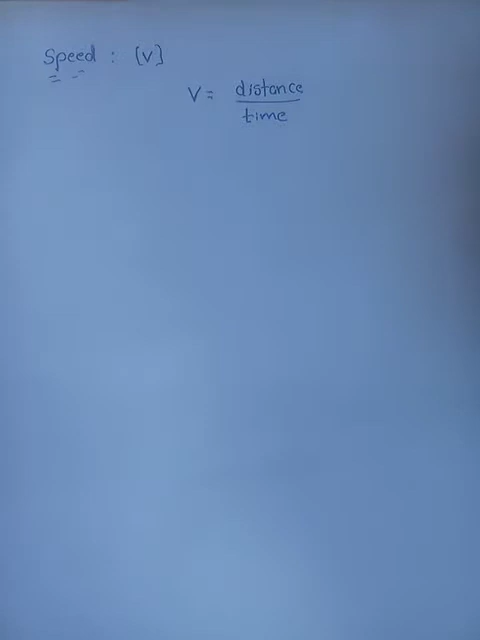 Speed : [v]
V = distance
time